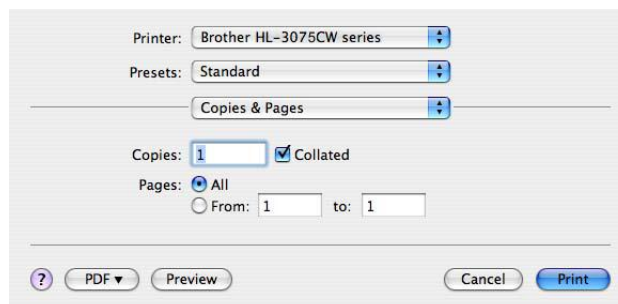 Printer: Brother HL-3075CW series
Presets: Standard
Copies & Pages
Copies: 1 Collated
Pages: All
From: 1 to: 1
? PDF ▼ Preview Cancel Print